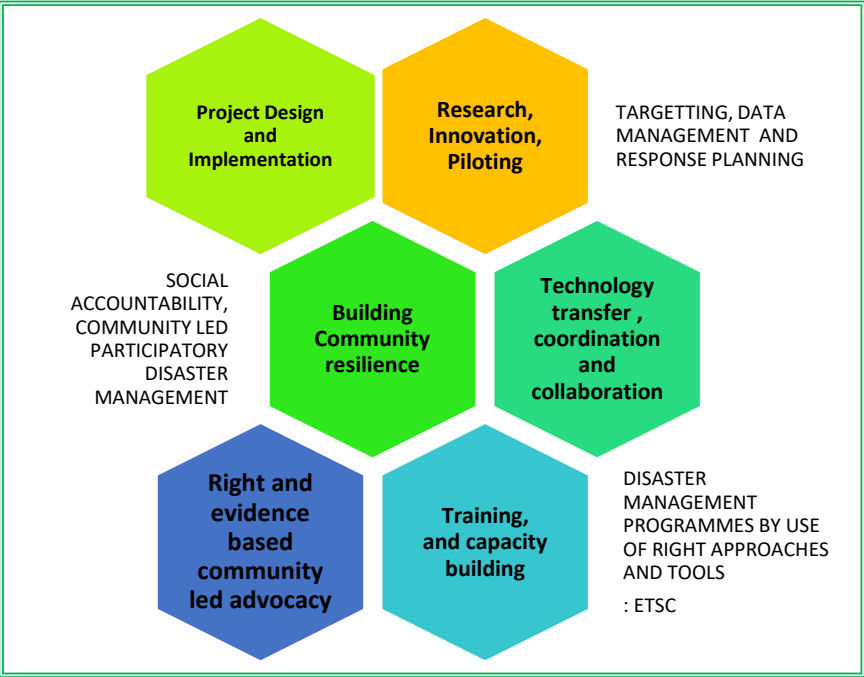 Project Design
and
Implementation
Research,
Innovation,
Piloting
TARGETTING, DATA
MANAGEMENT AND
RESPONSE PLANNING
SOCIAL
ACCOUNTABILITY,
COMMUNITY LED
PARTICIPATORY
DISASTER
MANAGEMENT
Building
Community
resilience
Technology
transfer ,
coordination
and
collaboration
Right and
evidence
based
community
led advocacy
Training,
and capacity
building
DISASTER
MANAGEMENT
PROGRAMMES BY USE
OF RIGHT APPROACHES
AND TOOLS
: ETSC